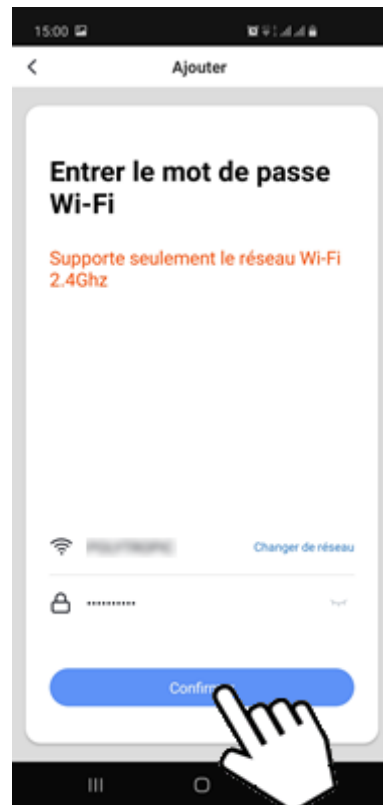 15:00
Ajouter
Entrer le mot de passe
Wi-Fi
Supporte seulement le réseau Wi-Fi
2.4Ghz
Changer de réseau
••••••••••